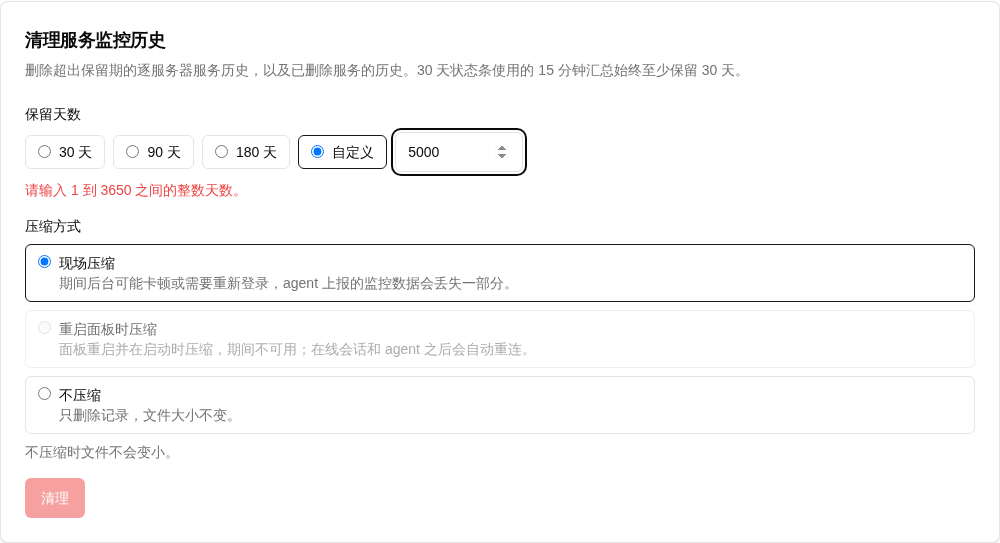 清理服务监控历史
删除超出保留期的逐服务器服务历史，以及已删除服务的历史。30 天状态条使用的 15 分钟汇总始终至少保留 30 天。
保留天数
30 天 90 天 180 天 自定义 5000
请输入 1 到 3650 之间的整数天数。
压缩方式
现场压缩
期间后台可能卡顿或需要重新登录，agent 上报的监控数据会丢失一部分。
重启面板时压缩
面板重启并在启动时压缩，期间不可用；在线会话和 agent 之后会自动重连。
不压缩
只删除记录，文件大小不变。
不压缩时文件不会变小。
清理